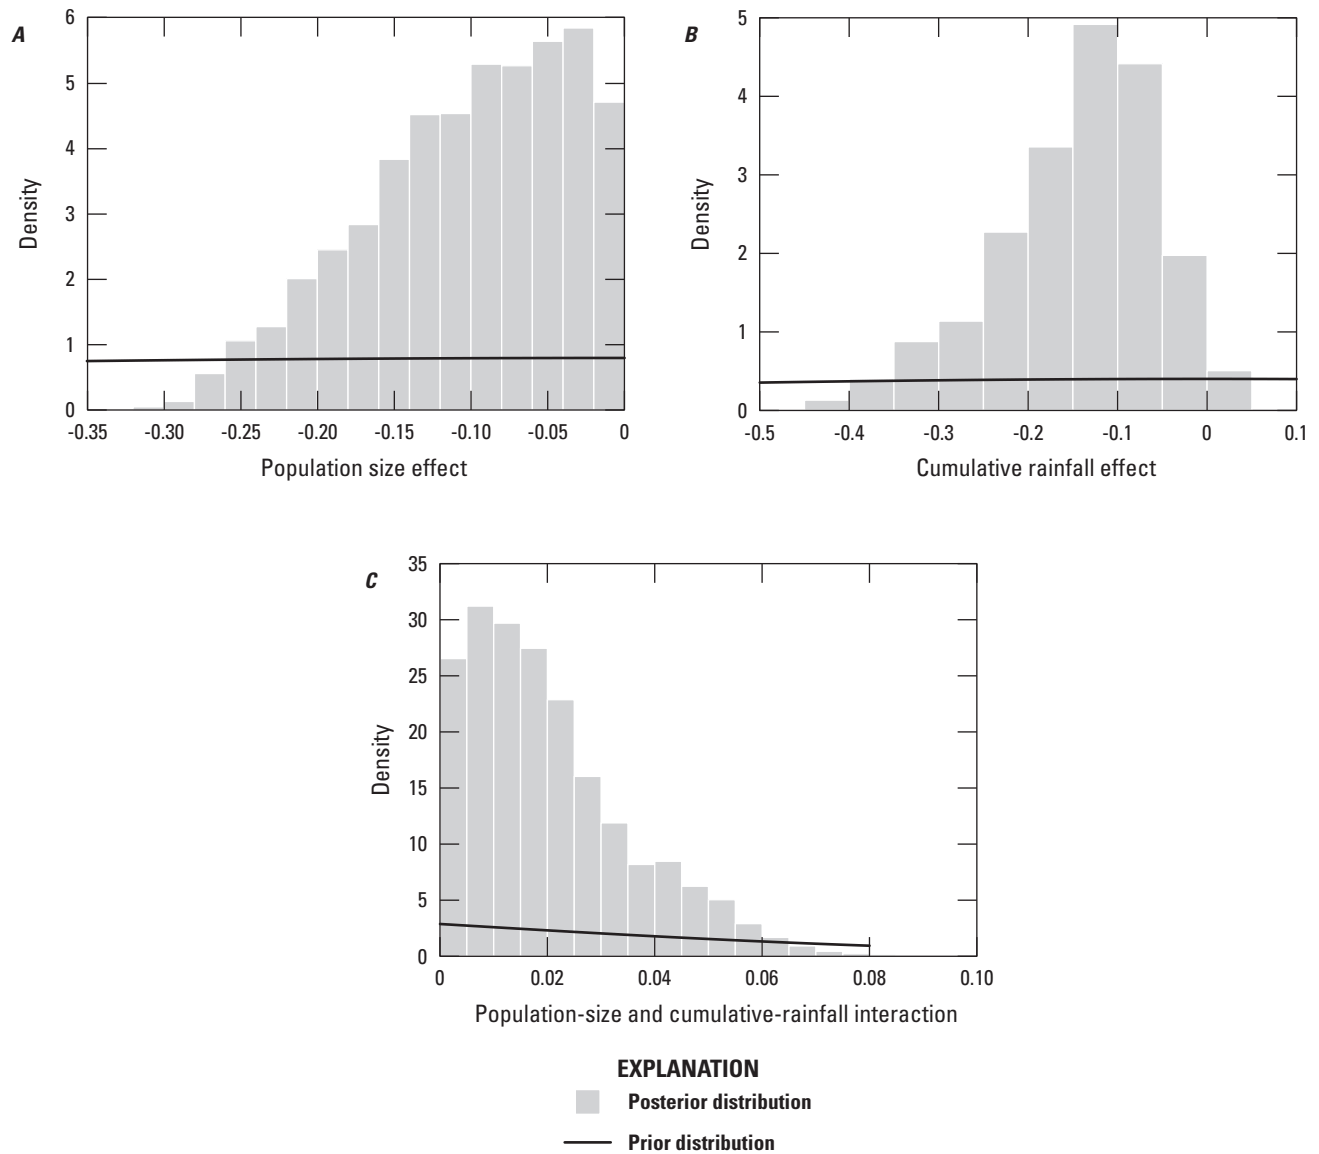 A
6
5
4
3
2
1
0
Density
-0.35 -0.30 -0.25 -0.20 -0.15 -0.10 -0.05 0
Population size effect
B
5
4
3
2
1
0
Density
-0.5 -0.4 -0.3 -0.2 -0.1 0 0.1
Cumulative rainfall effect
C
35
30
25
20
15
10
5
0
Density
0 0.02 0.04 0.06 0.08 0.10
Population-size and cumulative-rainfall interaction
EXPLANATION
Posterior distribution
Prior distribution